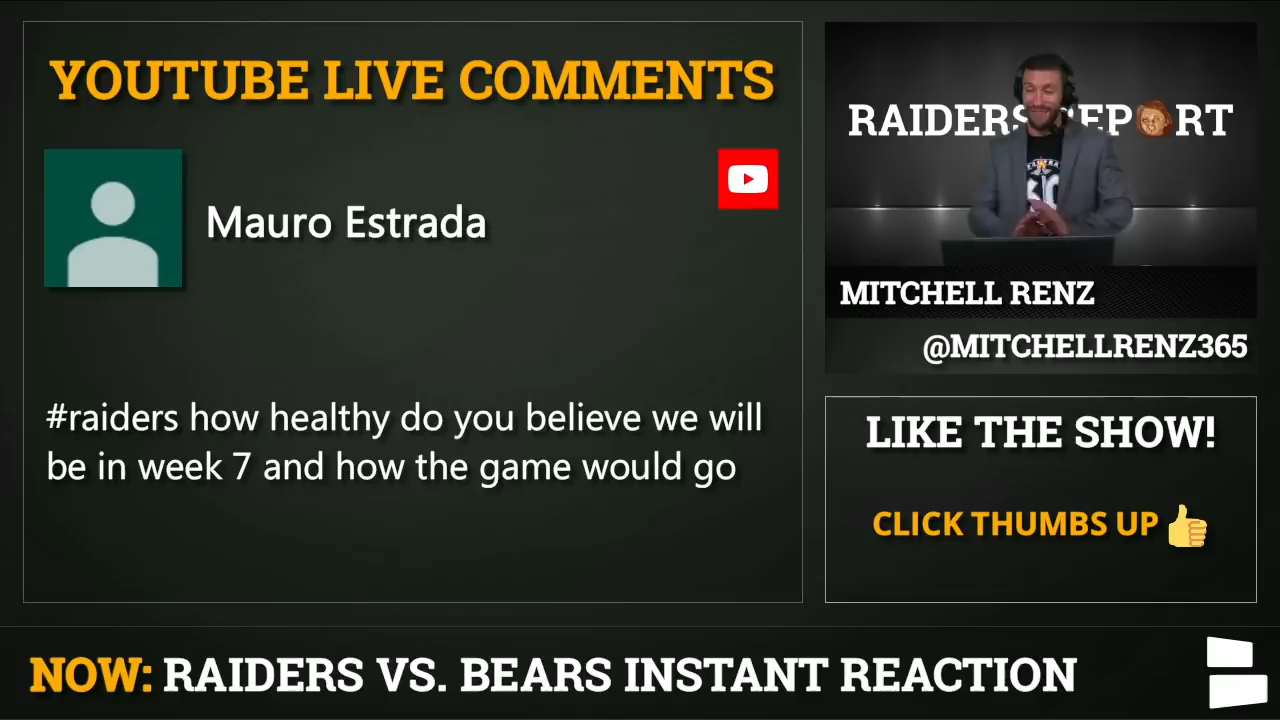 YOUTUBE LIVE COMMENTS
Mauro Estrada
#raiders how healthy do you believe we will
be in week 7 and how the game would go
RAIDERS REPORT
MITCHELL RENZ
@MITCHELLRENZ365
LIKE THE SHOW!
CLICK THUMBS UP
NOW: RAIDERS VS. BEARS INSTANT REACTION